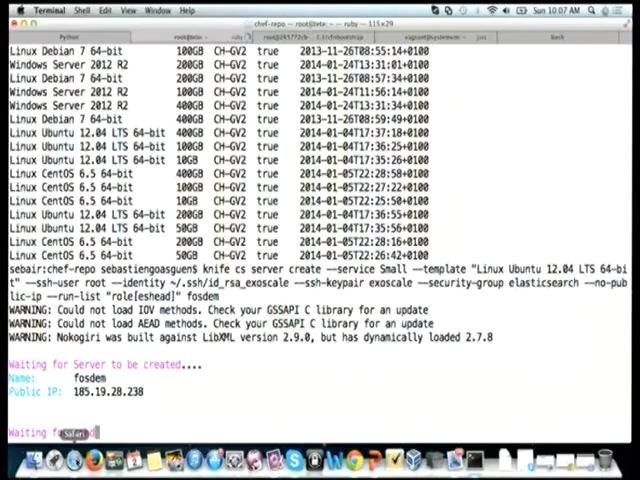 Terminal Shell Edit View Window Help Sun 10:07 AM
chef-repo — root@zeta: — ruby — 115×29
Python root@zeta: ruby bash
Linux Debian 7 64-bit 100GB CH-GV2 true 2013-11-26T08:55:14+0100
Windows Server 2012 R2 200GB CH-GV2 true 2014-01-24T13:31:01+0100
Linux Debian 7 64-bit 200GB CH-GV2 true 2013-11-26T08:57:34+0100
Windows Server 2012 R2 100GB CH-GV2 true 2014-01-24T11:56:14+0100
Windows Server 2012 R2 400GB CH-GV2 true 2014-01-24T13:31:34+0100
Linux Debian 7 64-bit 400GB CH-GV2 true 2013-11-26T08:59:49+0100
Linux Ubuntu 12.04 LTS 64-bit 400GB CH-GV2 true 2014-01-04T17:37:18+0100
Linux Ubuntu 12.04 LTS 64-bit 100GB CH-GV2 true 2014-01-04T17:36:25+0100
Linux Ubuntu 12.04 LTS 64-bit 10GB CH-GV2 true 2014-01-04T17:35:26+0100
Linux CentOS 6.5 64-bit 400GB CH-GV2 true 2014-01-05T22:28:58+0100
Linux CentOS 6.5 64-bit 100GB CH-GV2 true 2014-01-05T22:27:22+0100
Linux CentOS 6.5 64-bit 10GB CH-GV2 true 2014-01-05T22:25:50+0100
Linux Ubuntu 12.04 LTS 64-bit 200GB CH-GV2 true 2014-01-04T17:36:55+0100
Linux Ubuntu 12.04 LTS 64-bit 50GB CH-GV2 true 2014-01-04T17:35:56+0100
Linux CentOS 6.5 64-bit 200GB CH-GV2 true 2014-01-05T22:28:16+0100
Linux CentOS 6.5 64-bit 50GB CH-GV2 true 2014-01-05T22:26:42+0100
sebair:chef-repo sebastiengoasguen$ knife cs server create --service Small --template "Linux Ubuntu 12.04 LTS 64-bi
t" --ssh-user root --identity ~/.ssh/id_rsa_exoscale --ssh-keypair exoscale --security-group elasticsearch --no-pub
lic-ip --run-list "role[eshead]" fosdem
WARNING: Could not load IOV methods. Check your GSSAPI C library for an update
WARNING: Could not load AEAD methods. Check your GSSAPI C library for an update
WARNING: Nokogiri was built against LibXML version 2.9.0, but has dynamically loaded 2.7.8
Waiting for Server to be created....
Name: fosdem
Public IP: 185.19.28.238
Waiting
Safari